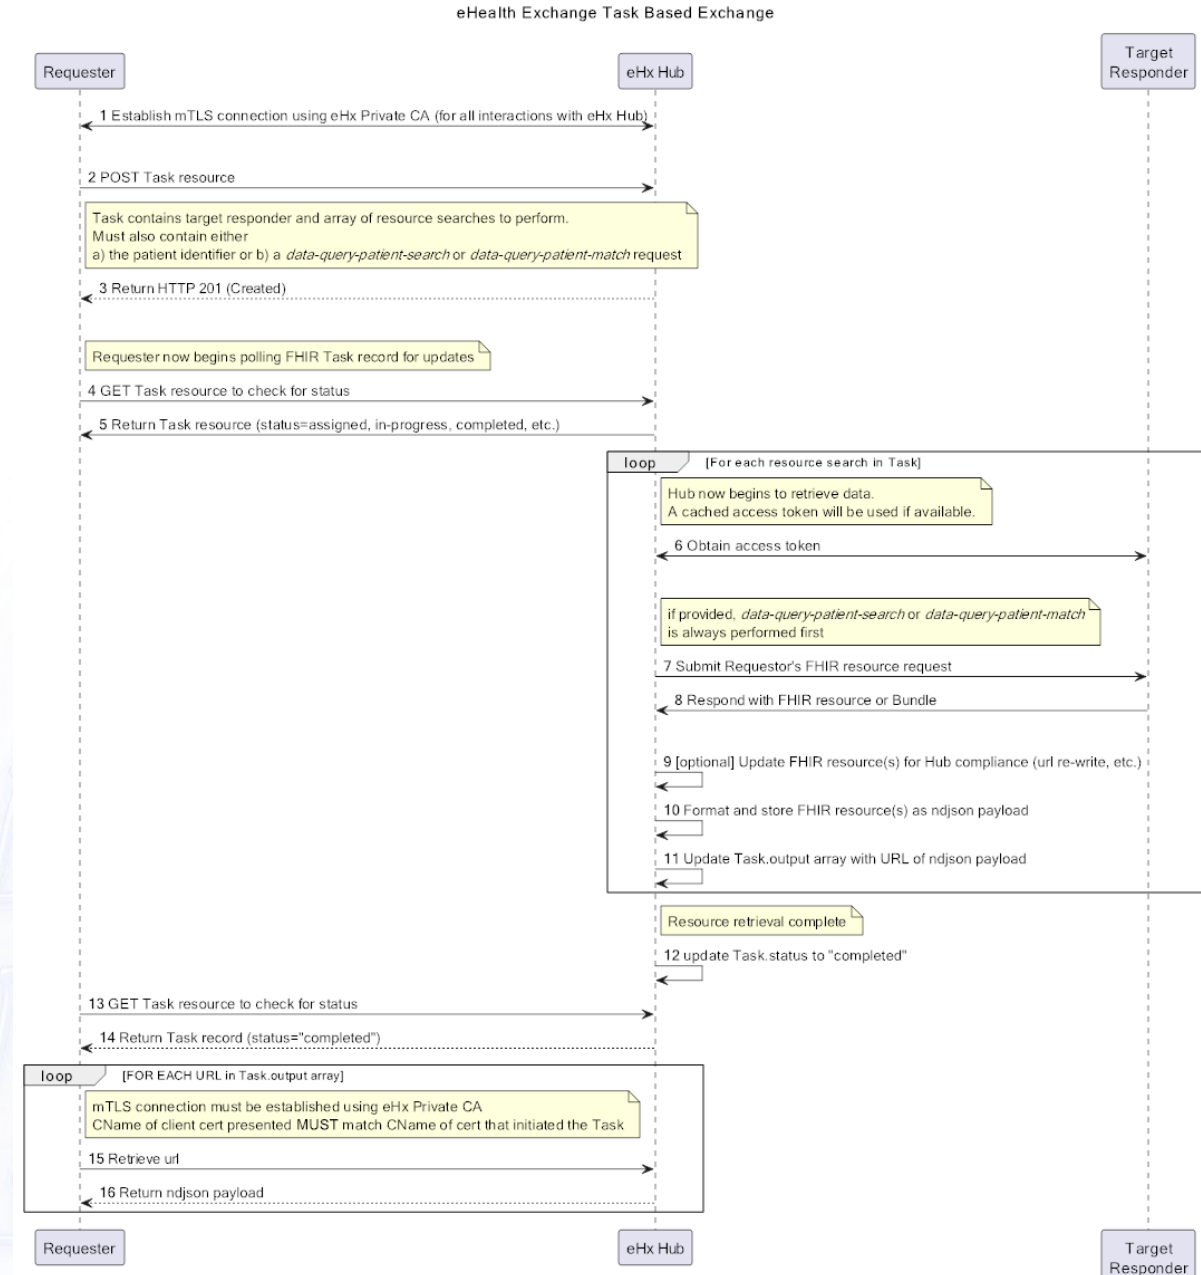 eHealth Exchange Task Based Exchange
Requester
eHx Hub
Target
Responder
1 Establish mTLS connection using eHx Private CA (for all interactions with eHx Hub)
2 POST Task resource
Task contains target responder and array of resource searches to perform.
Must also contain either
a) the patient identifier or b) a data-query-patient-search or data-query-patient-match request
3 Return HTTP 201 (Created)
Requester now begins polling FHIR Task record for updates
4 GET Task resource to check for status
5 Return Task resource (status=assigned, in-progress, completed, etc.)
loop
[For each resource search in Task]
Hub now begins to retrieve data.
A cached access token will be used if available.
6 Obtain access token
if provided, data-query-patient-search or data-query-patient-match
is always performed first
7 Submit Requestor's FHIR resource request
8 Respond with FHIR resource or Bundle
9 [optional] Update FHIR resource(s) for Hub compliance (url re-write, etc.)
10 Format and store FHIR resource(s) as ndjson payload
11 Update Task.output array with URL of ndjson payload
Resource retrieval complete
12 update Task.status to "completed"
13 GET Task resource to check for status
14 Return Task record (status="completed")
loop
[FOR EACH URL in Task.output array]
mTLS connection must be established using eHx Private CA
CName of client cert presented MUST match CName of cert that initiated the Task
15 Retrieve url
16 Return ndjson payload
Requester
eHx Hub
Target
Responder